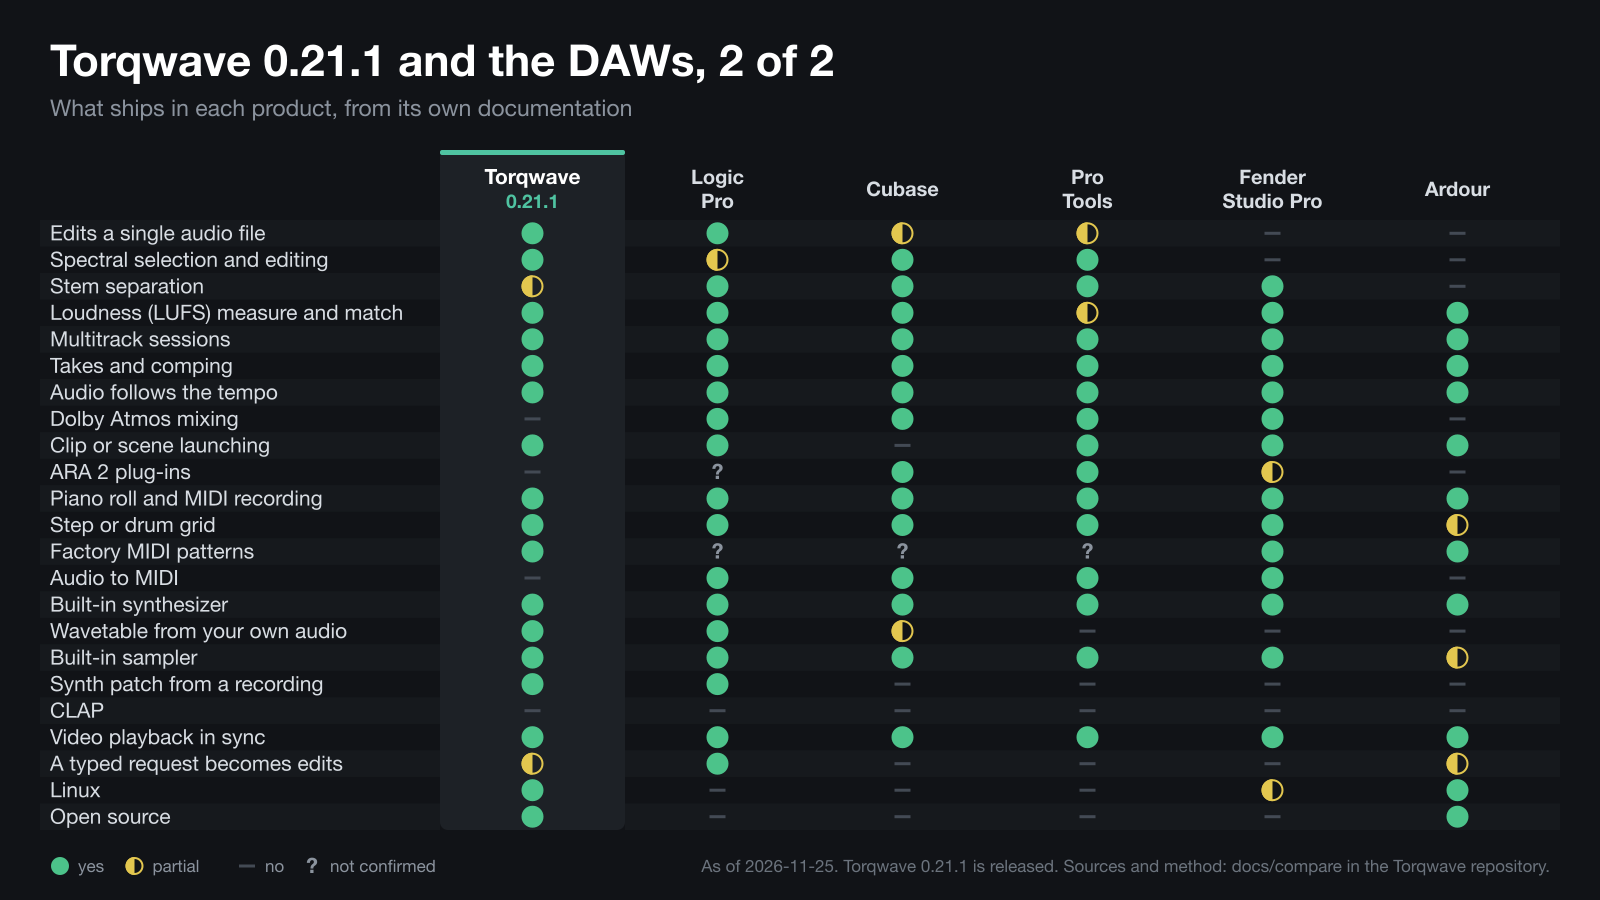 Torqwave 0.21.1 and the DAWs, 2 of 2
What ships in each product, from its own documentation
Torqwave
0.21.1
Logic
Pro
Cubase
Pro
Tools
Fender
Studio Pro
Ardour
Edits a single audio file
Spectral selection and editing
Stem separation
Loudness (LUFS) measure and match
Multitrack sessions
Takes and comping
Audio follows the tempo
Dolby Atmos mixing
Clip or scene launching
ARA 2 plug-ins ?
Piano roll and MIDI recording
Step or drum grid
Factory MIDI patterns ? ? ?
Audio to MIDI
Built-in synthesizer
Wavetable from your own audio
Built-in sampler
Synth patch from a recording
CLAP
Video playback in sync
A typed request becomes edits
Linux
Open source
yes partial — no ? not confirmed
As of 2026-11-25. Torqwave 0.21.1 is released. Sources and method: docs/compare in the Torqwave repository.